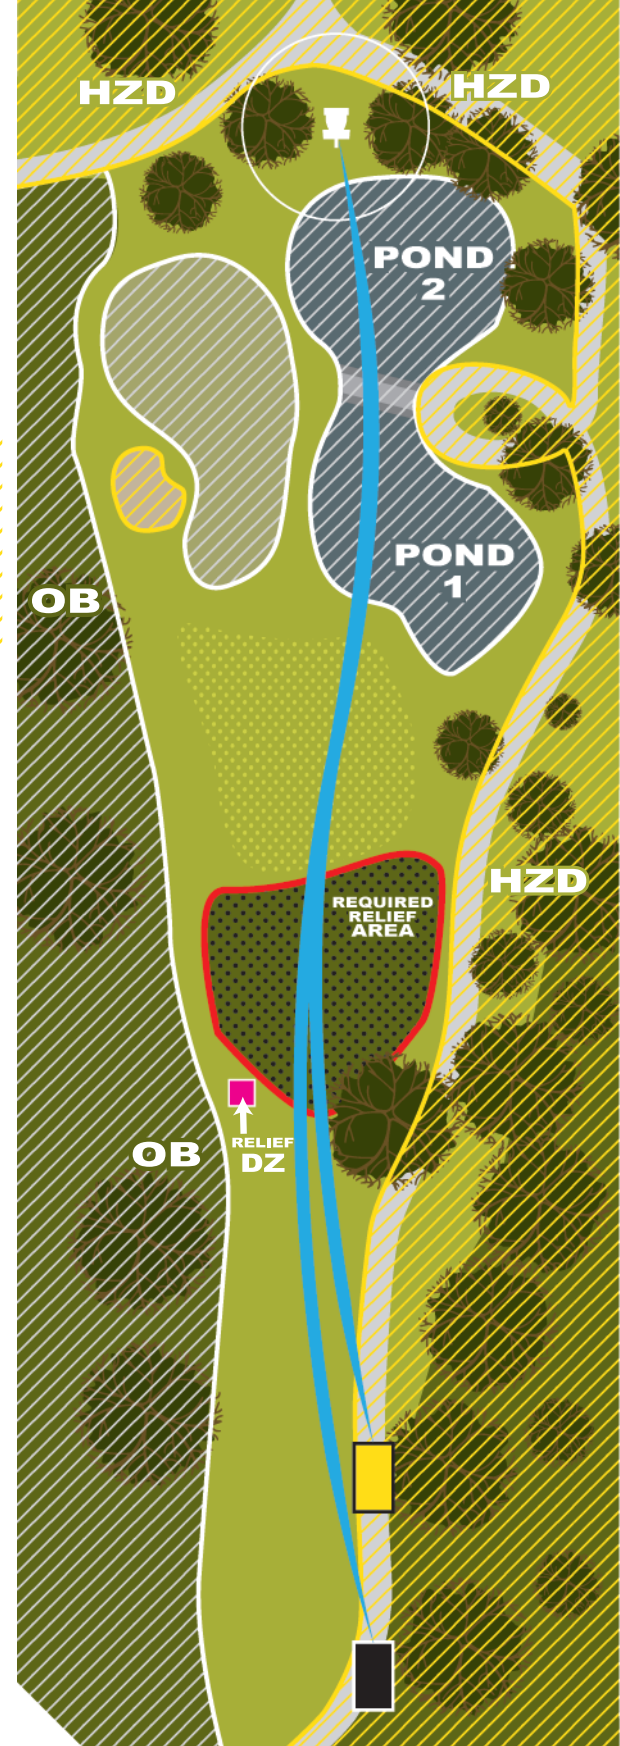 HZD
HZD
POND
2
POND
1
OB
HZD
REQUIRED
RELIEF
AREA
RELIEF
DZ
OB